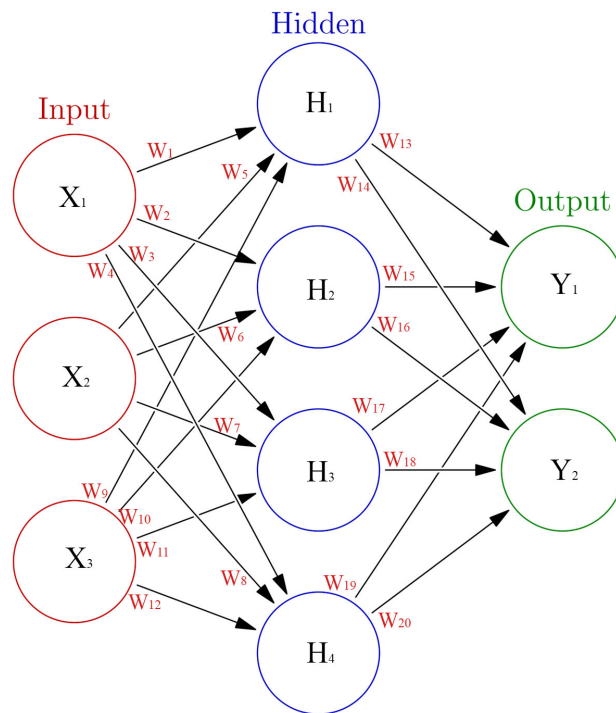 Hidden
H₁
Input
W₁
W₁₃
W₅
W₁₄
X₁
Output
W₂
W₃
W₄
H₂
W₁₅
Y₁
W₆
W₁₆
X₂
W₁₇
W₇
H₃
W₁₈
Y₂
W₉
W₁₀
W₁₁
X₃
W₈
W₁₉
W₁₂
W₂₀
H₄